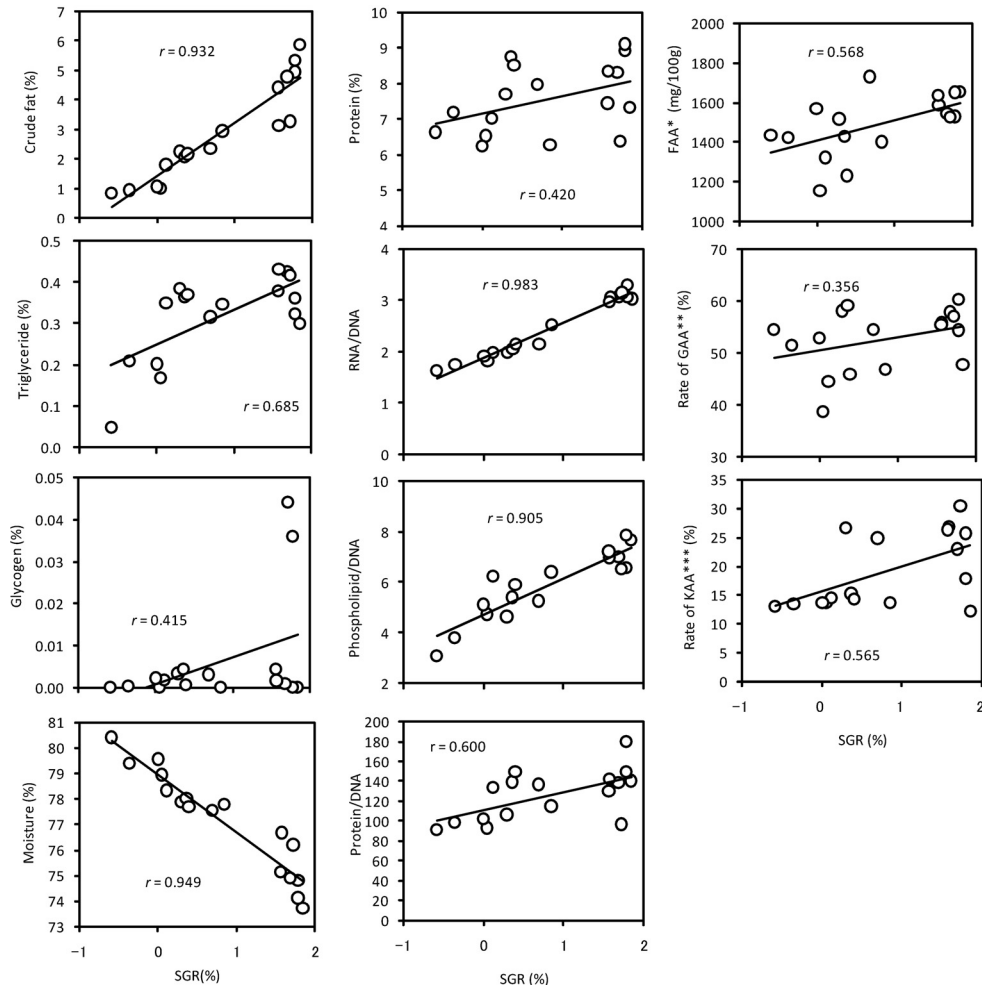 Crude fat (%)
7
6
5
4
3
2
1
0
r = 0.932
Protein (%)
10
9
8
7
6
5
4
r = 0.420
FAA* (mg/100g)
2000
1800
1600
1400
1200
1000
r = 0.568
Triglyceride (%)
0.5
0.4
0.3
0.2
0.1
0.0
r = 0.685
RNA/DNA
4
3
2
1
0
r = 0.983
Rate of GAA** (%)
70
60
50
40
30
r = 0.356
Glycogen (%)
0.05
0.04
0.03
0.02
0.01
0.00
r = 0.415
Phospholipid/DNA
10
8
6
4
2
r = 0.905
Rate of KAA*** (%)
35
30
25
20
15
10
5
0
r = 0.565
−1 0 1 2
SGR (%)
Moisture (%)
81
80
79
78
77
76
75
74
73
r = 0.949
−1 0 1 2
SGR(%)
Protein/DNA
200
180
160
140
120
100
80
60
40
20
0
r = 0.600
−1 0 1 2
SGR (%)